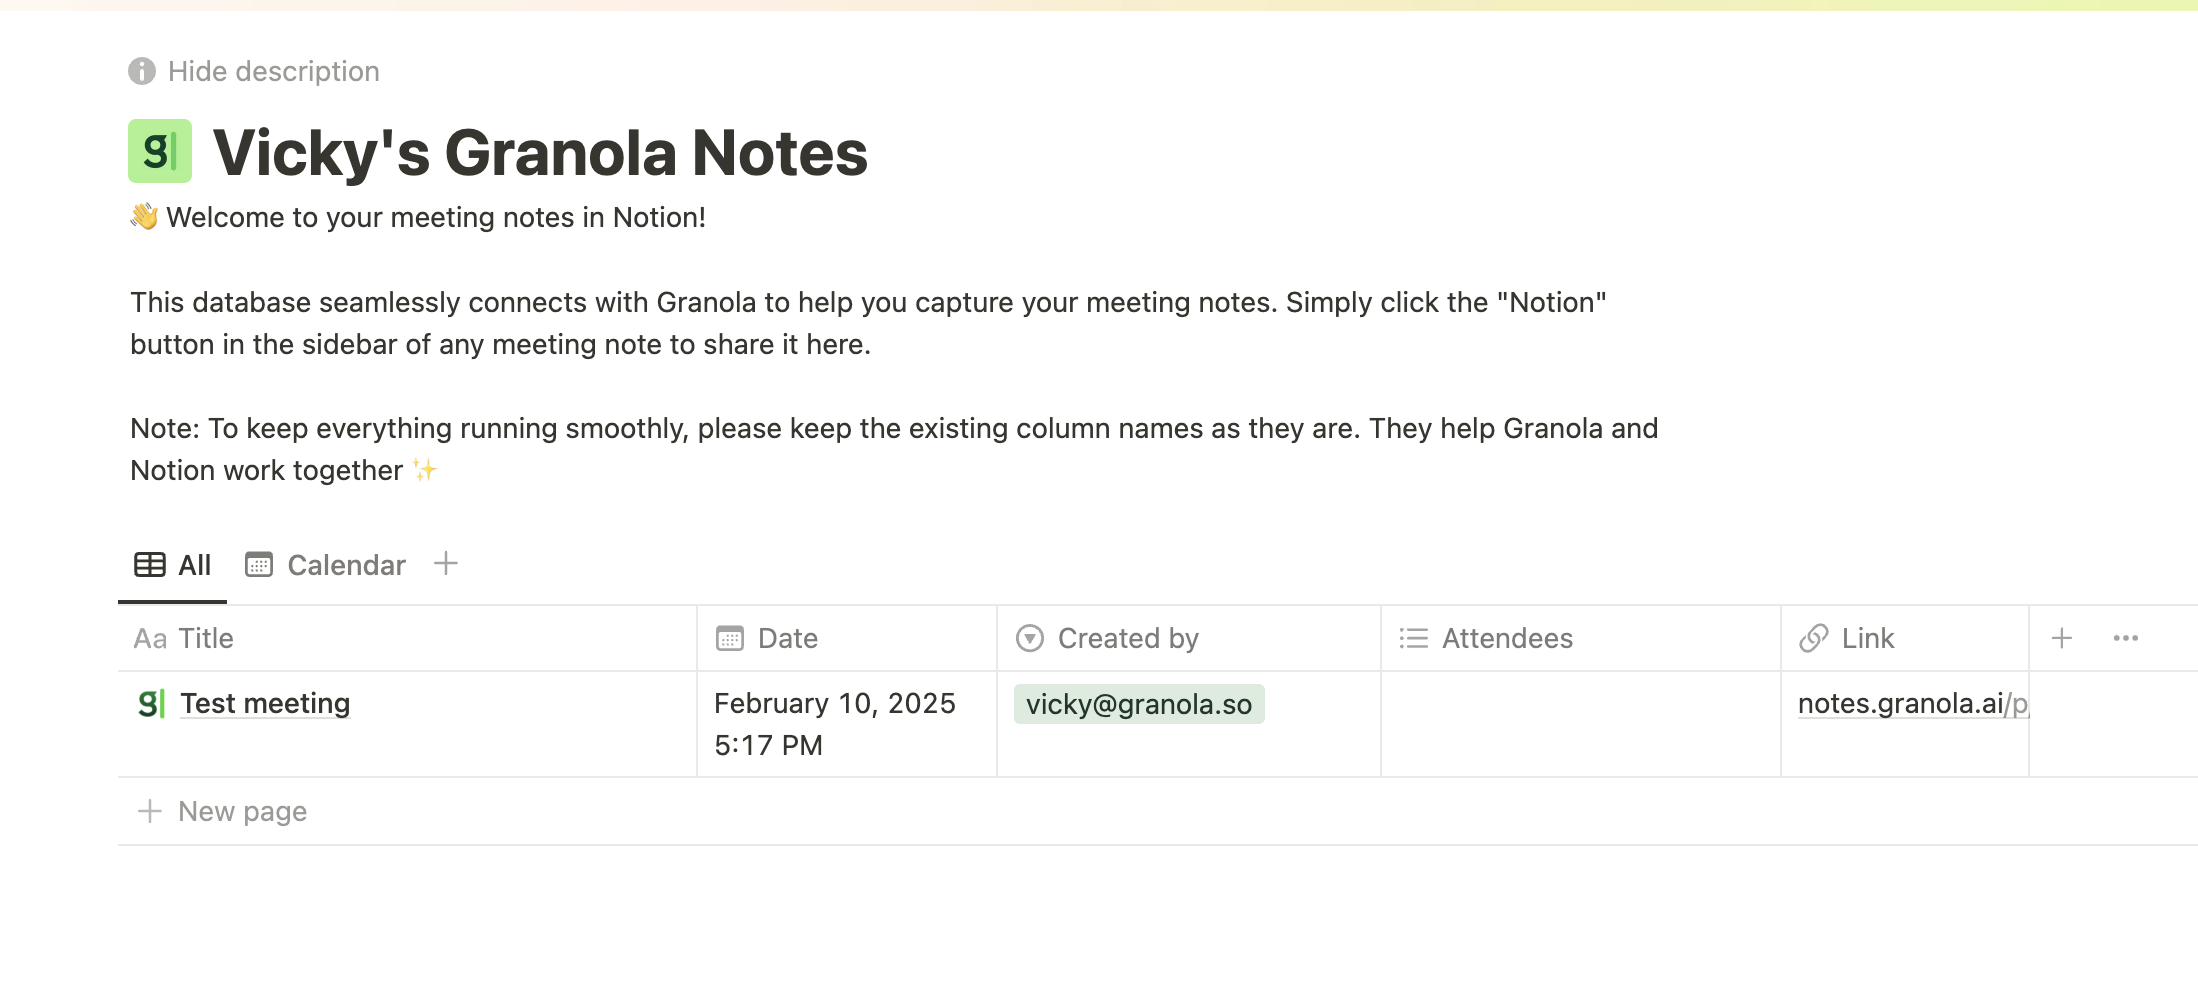 Hide description
g Vicky's Granola Notes
👋 Welcome to your meeting notes in Notion!
This database seamlessly connects with Granola to help you capture your meeting notes. Simply click the "Notion"
button in the sidebar of any meeting note to share it here.
Note: To keep everything running smoothly, please keep the existing column names as they are. They help Granola and
Notion work together ✨
All Calendar
Aa Title Date Created by Attendees Link
g Test meeting February 10, 2025 vicky@granola.so notes.granola.ai/p
5:17 PM
New page